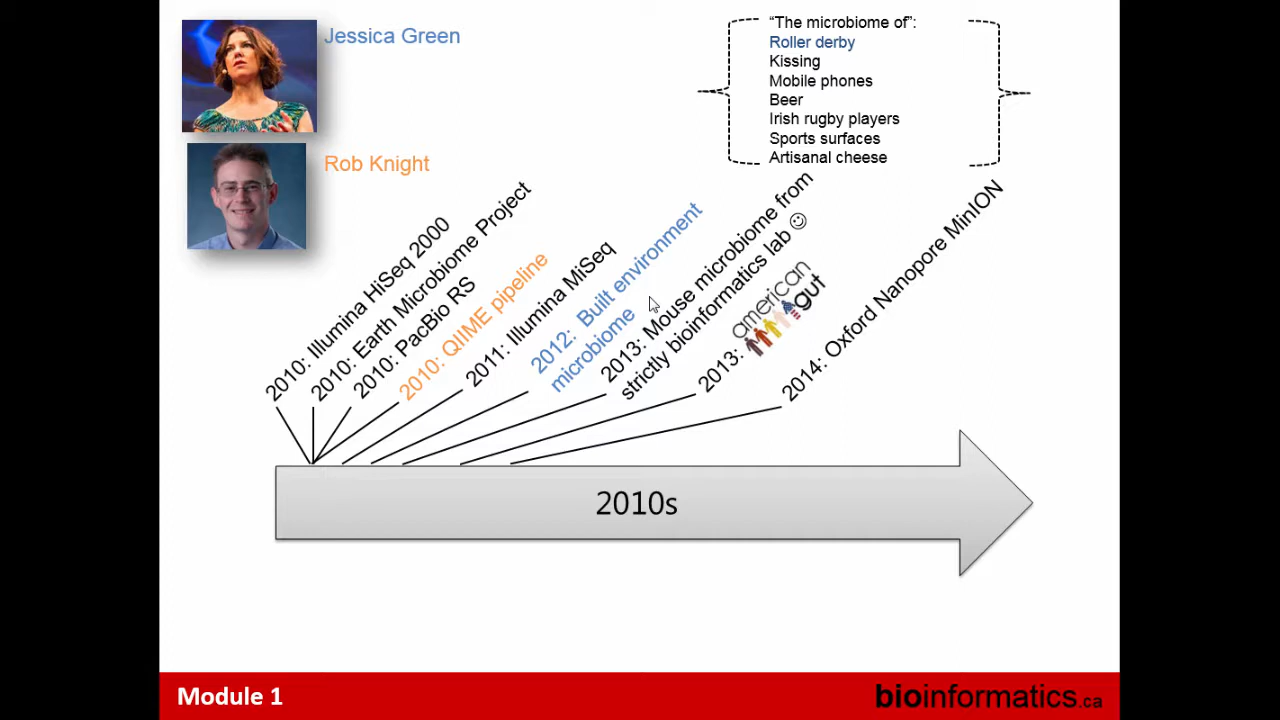 Jessica Green
Rob Knight
“The microbiome of”:
Roller derby
Kissing
Mobile phones
Beer
Irish rugby players
Sports surfaces
Artisanal cheese
2010: Illumina HiSeq 2000
2010: Earth Microbiome Project
2010: PacBio RS
2010: QIIME pipeline
2011: Illumina MiSeq
2012: Built environment
microbiome
2013: Mouse microbiome from
strictly bioinformatics lab ☺
2013: american
gut
2014: Oxford Nanopore MinION
2010s
Module 1
bioinformatics.ca